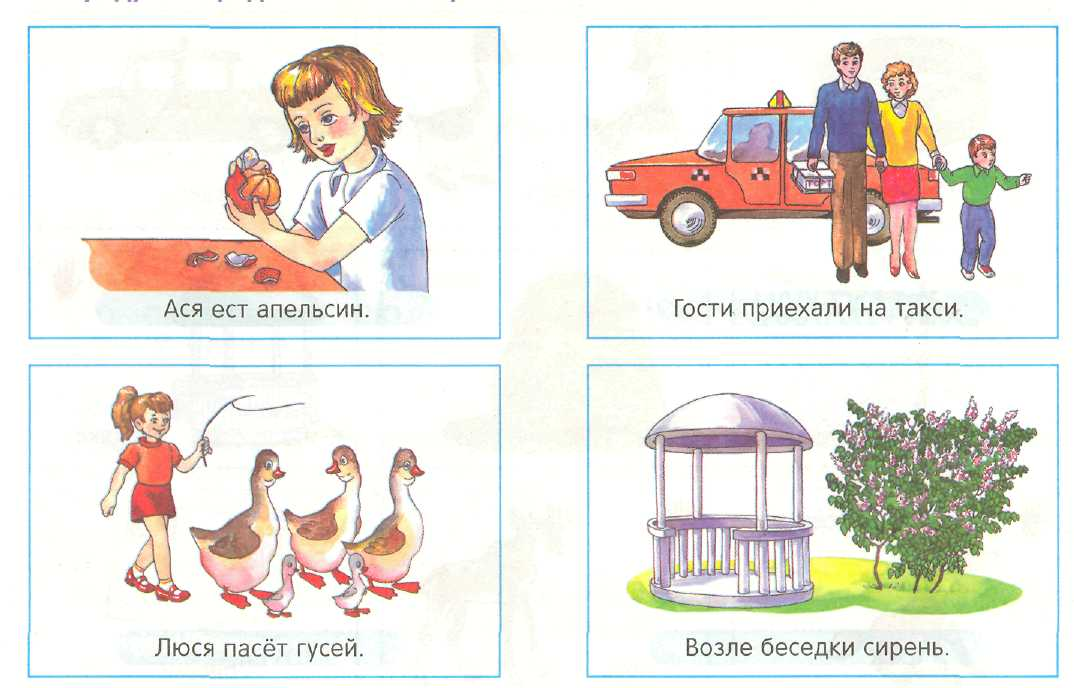 Ася ест апельсин.
Гости приехали на такси.
Люся пасёт гусей.
Возле беседки сирень.